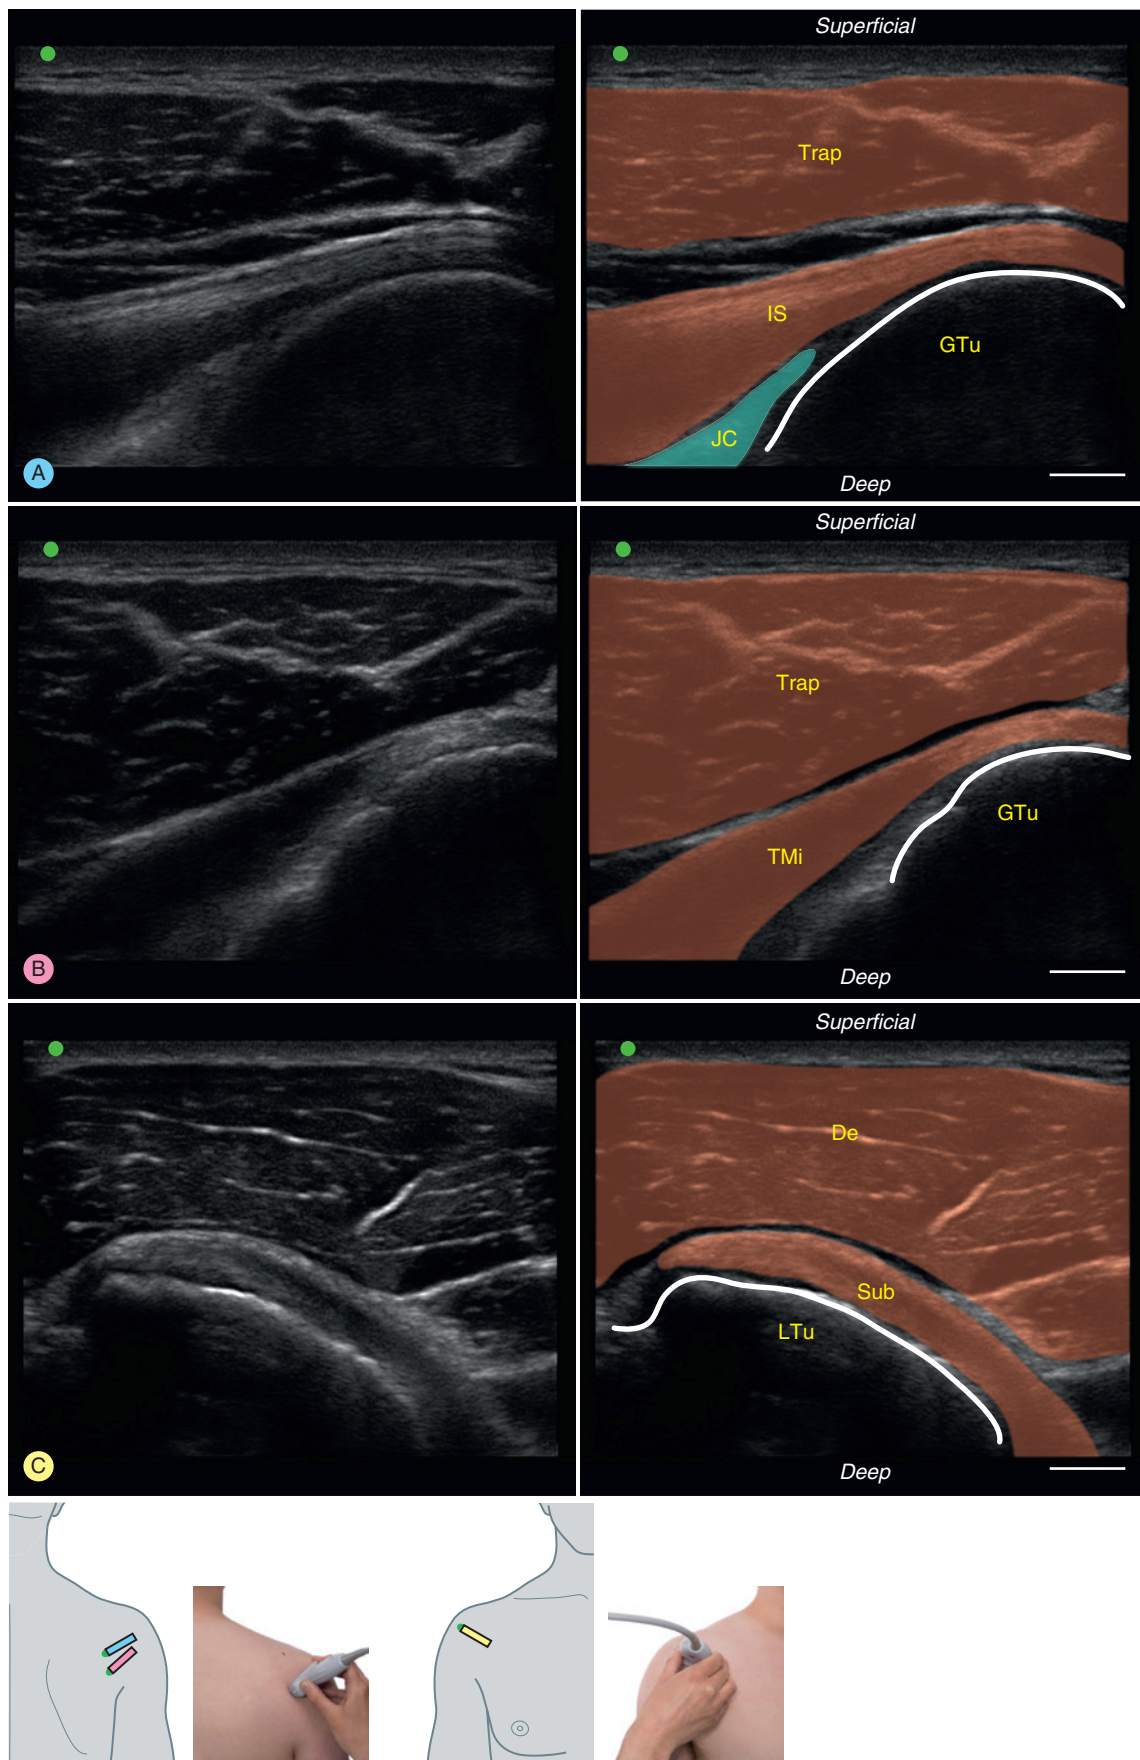 Superficial
Trap
IS
GTu
JC
A
Deep
Superficial
Trap
GTu
TMi
B
Deep
Superficial
De
Sub
LTu
C
Deep